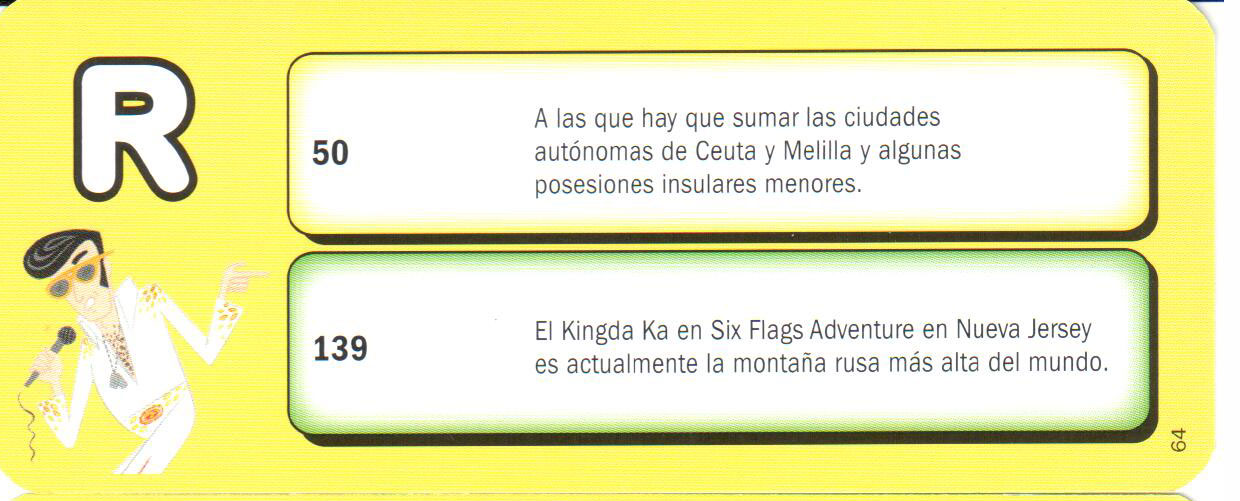 R
50
A las que hay que sumar las ciudades
autónomas de Ceuta y Melilla y algunas
posesiones insulares menores.
139
El Kingda Ka en Six Flags Adventure en Nueva Jersey
es actualmente la montaña rusa más alta del mundo.
64